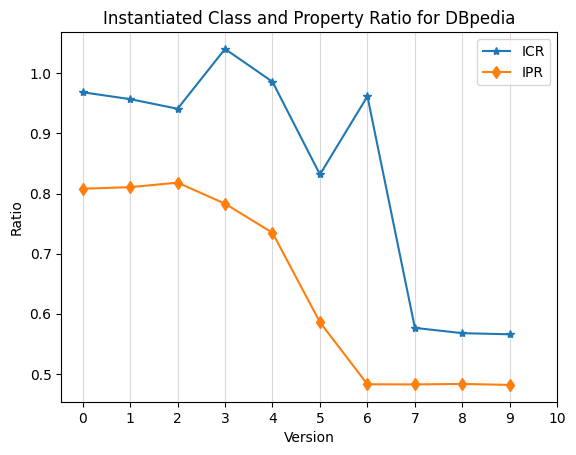 Instantiated Class and Property Ratio for DBpedia
ICR
IPR
1.0
0.9
0.8
0.7
0.6
0.5
Ratio
0 1 2 3 4 5 6 7 8 9 10
Version